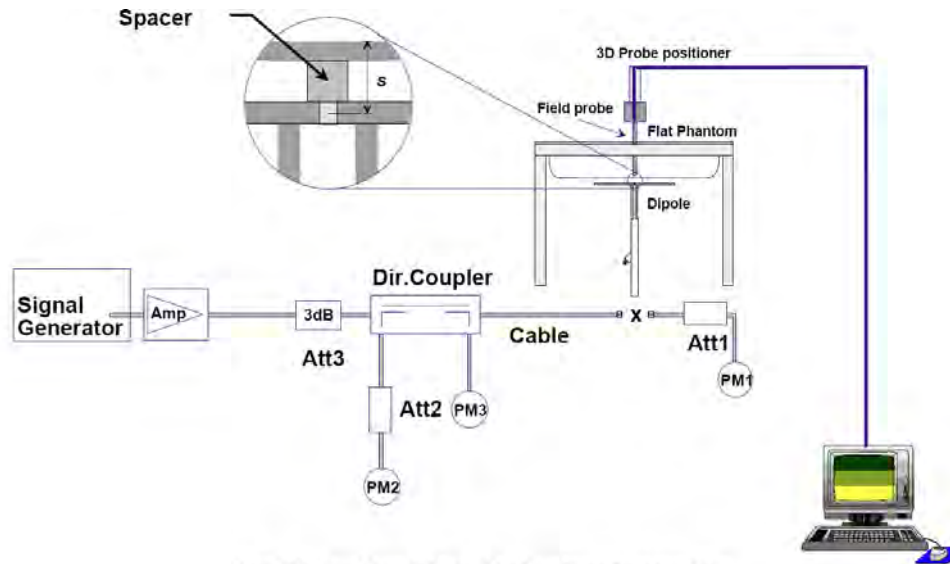 Spacer
s
3D Probe positioner
Field probe
Flat Phantom
Dipole
Signal
Generator
Amp
3dB
Att3
Dir.Coupler
Cable
x
Att1
PM1
Att2
PM3
PM2